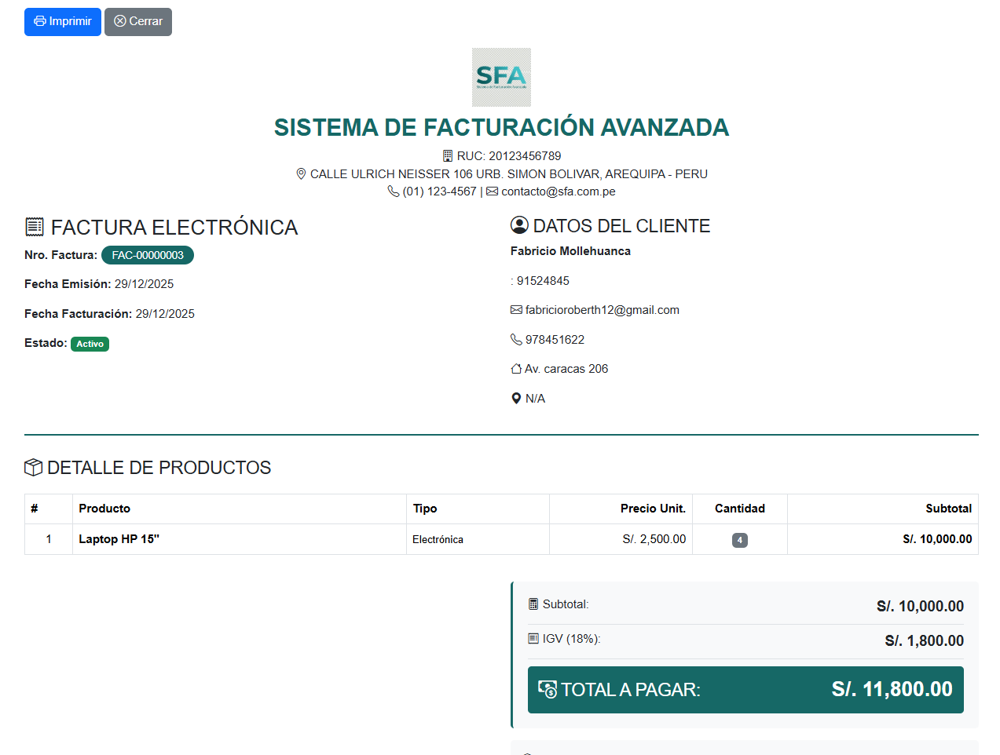 Imprimir Cerrar
SFA
Sistema de Facturación Avanzada
SISTEMA DE FACTURACIÓN AVANZADA
RUC: 20123456789
CALLE ULRICH NEISSER 106 URB. SIMON BOLIVAR, AREQUIPA - PERU
(01) 123-4567 | contacto@sfa.com.pe
FACTURA ELECTRÓNICA
Nro. Factura: FAC-00000003
Fecha Emisión: 29/12/2025
Fecha Facturación: 29/12/2025
Estado: Activo
DATOS DEL CLIENTE
Fabricio Mollehuanca
: 91524845
fabricioroberth12@gmail.com
978451622
Av. caracas 206
N/A
DETALLE DE PRODUCTOS
# Producto Tipo Precio Unit. Cantidad Subtotal
1 Laptop HP 15" Electrónica S/. 2,500.00 4 S/. 10,000.00
Subtotal: S/. 10,000.00
IGV (18%): S/. 1,800.00
TOTAL A PAGAR: S/. 11,800.00